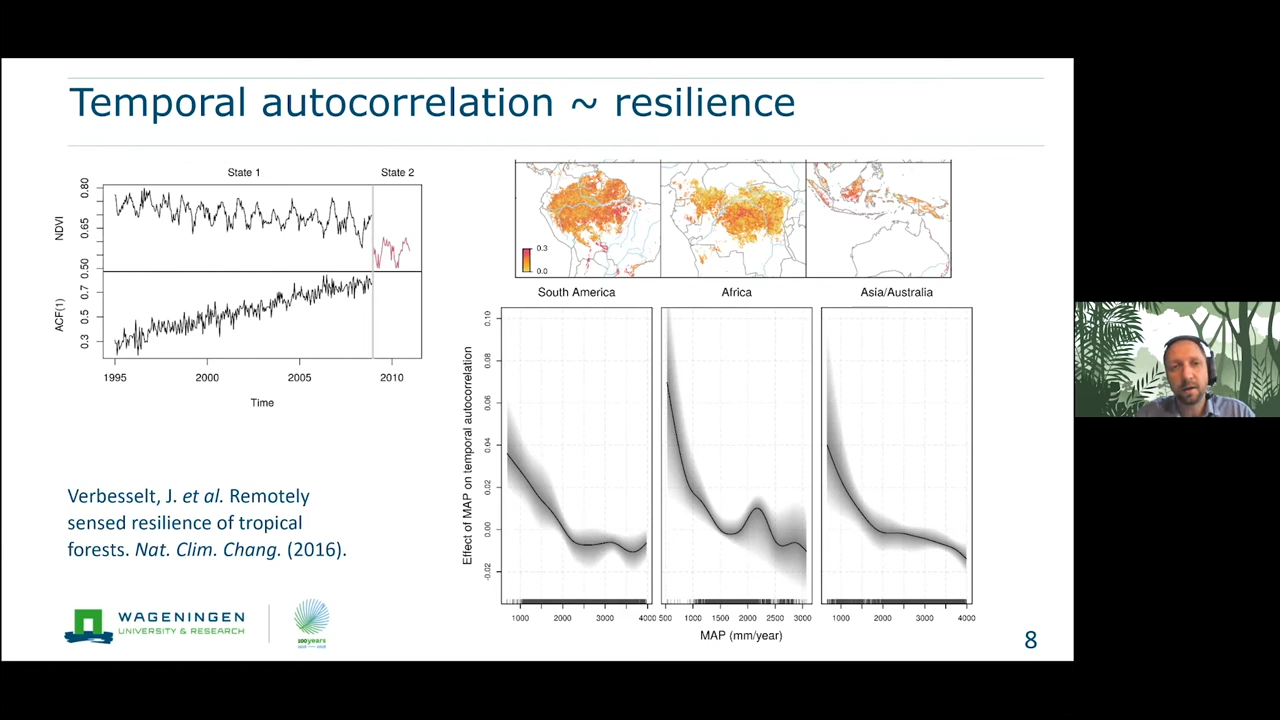 Temporal autocorrelation ~ resilience
State 1
State 2
NDVI
0.80
0.65
0.50
ACF(1)
0.7
0.5
0.3
1995
2000
2005
2010
Time
0.3
0.0
South America
Africa
Asia/Australia
Effect of MAP on temporal autocorrelation
0.10
0.08
0.06
0.04
0.02
0.00
-0.02
1000
2000
3000
4000
500
1000
1500
2000
2500
3000
1000
2000
3000
4000
MAP (mm/year)
Verbesselt, J. et al. Remotely
sensed resilience of tropical
forests. Nat. Clim. Chang. (2016).
WAGENINGEN
UNIVERSITY & RESEARCH
100years
8